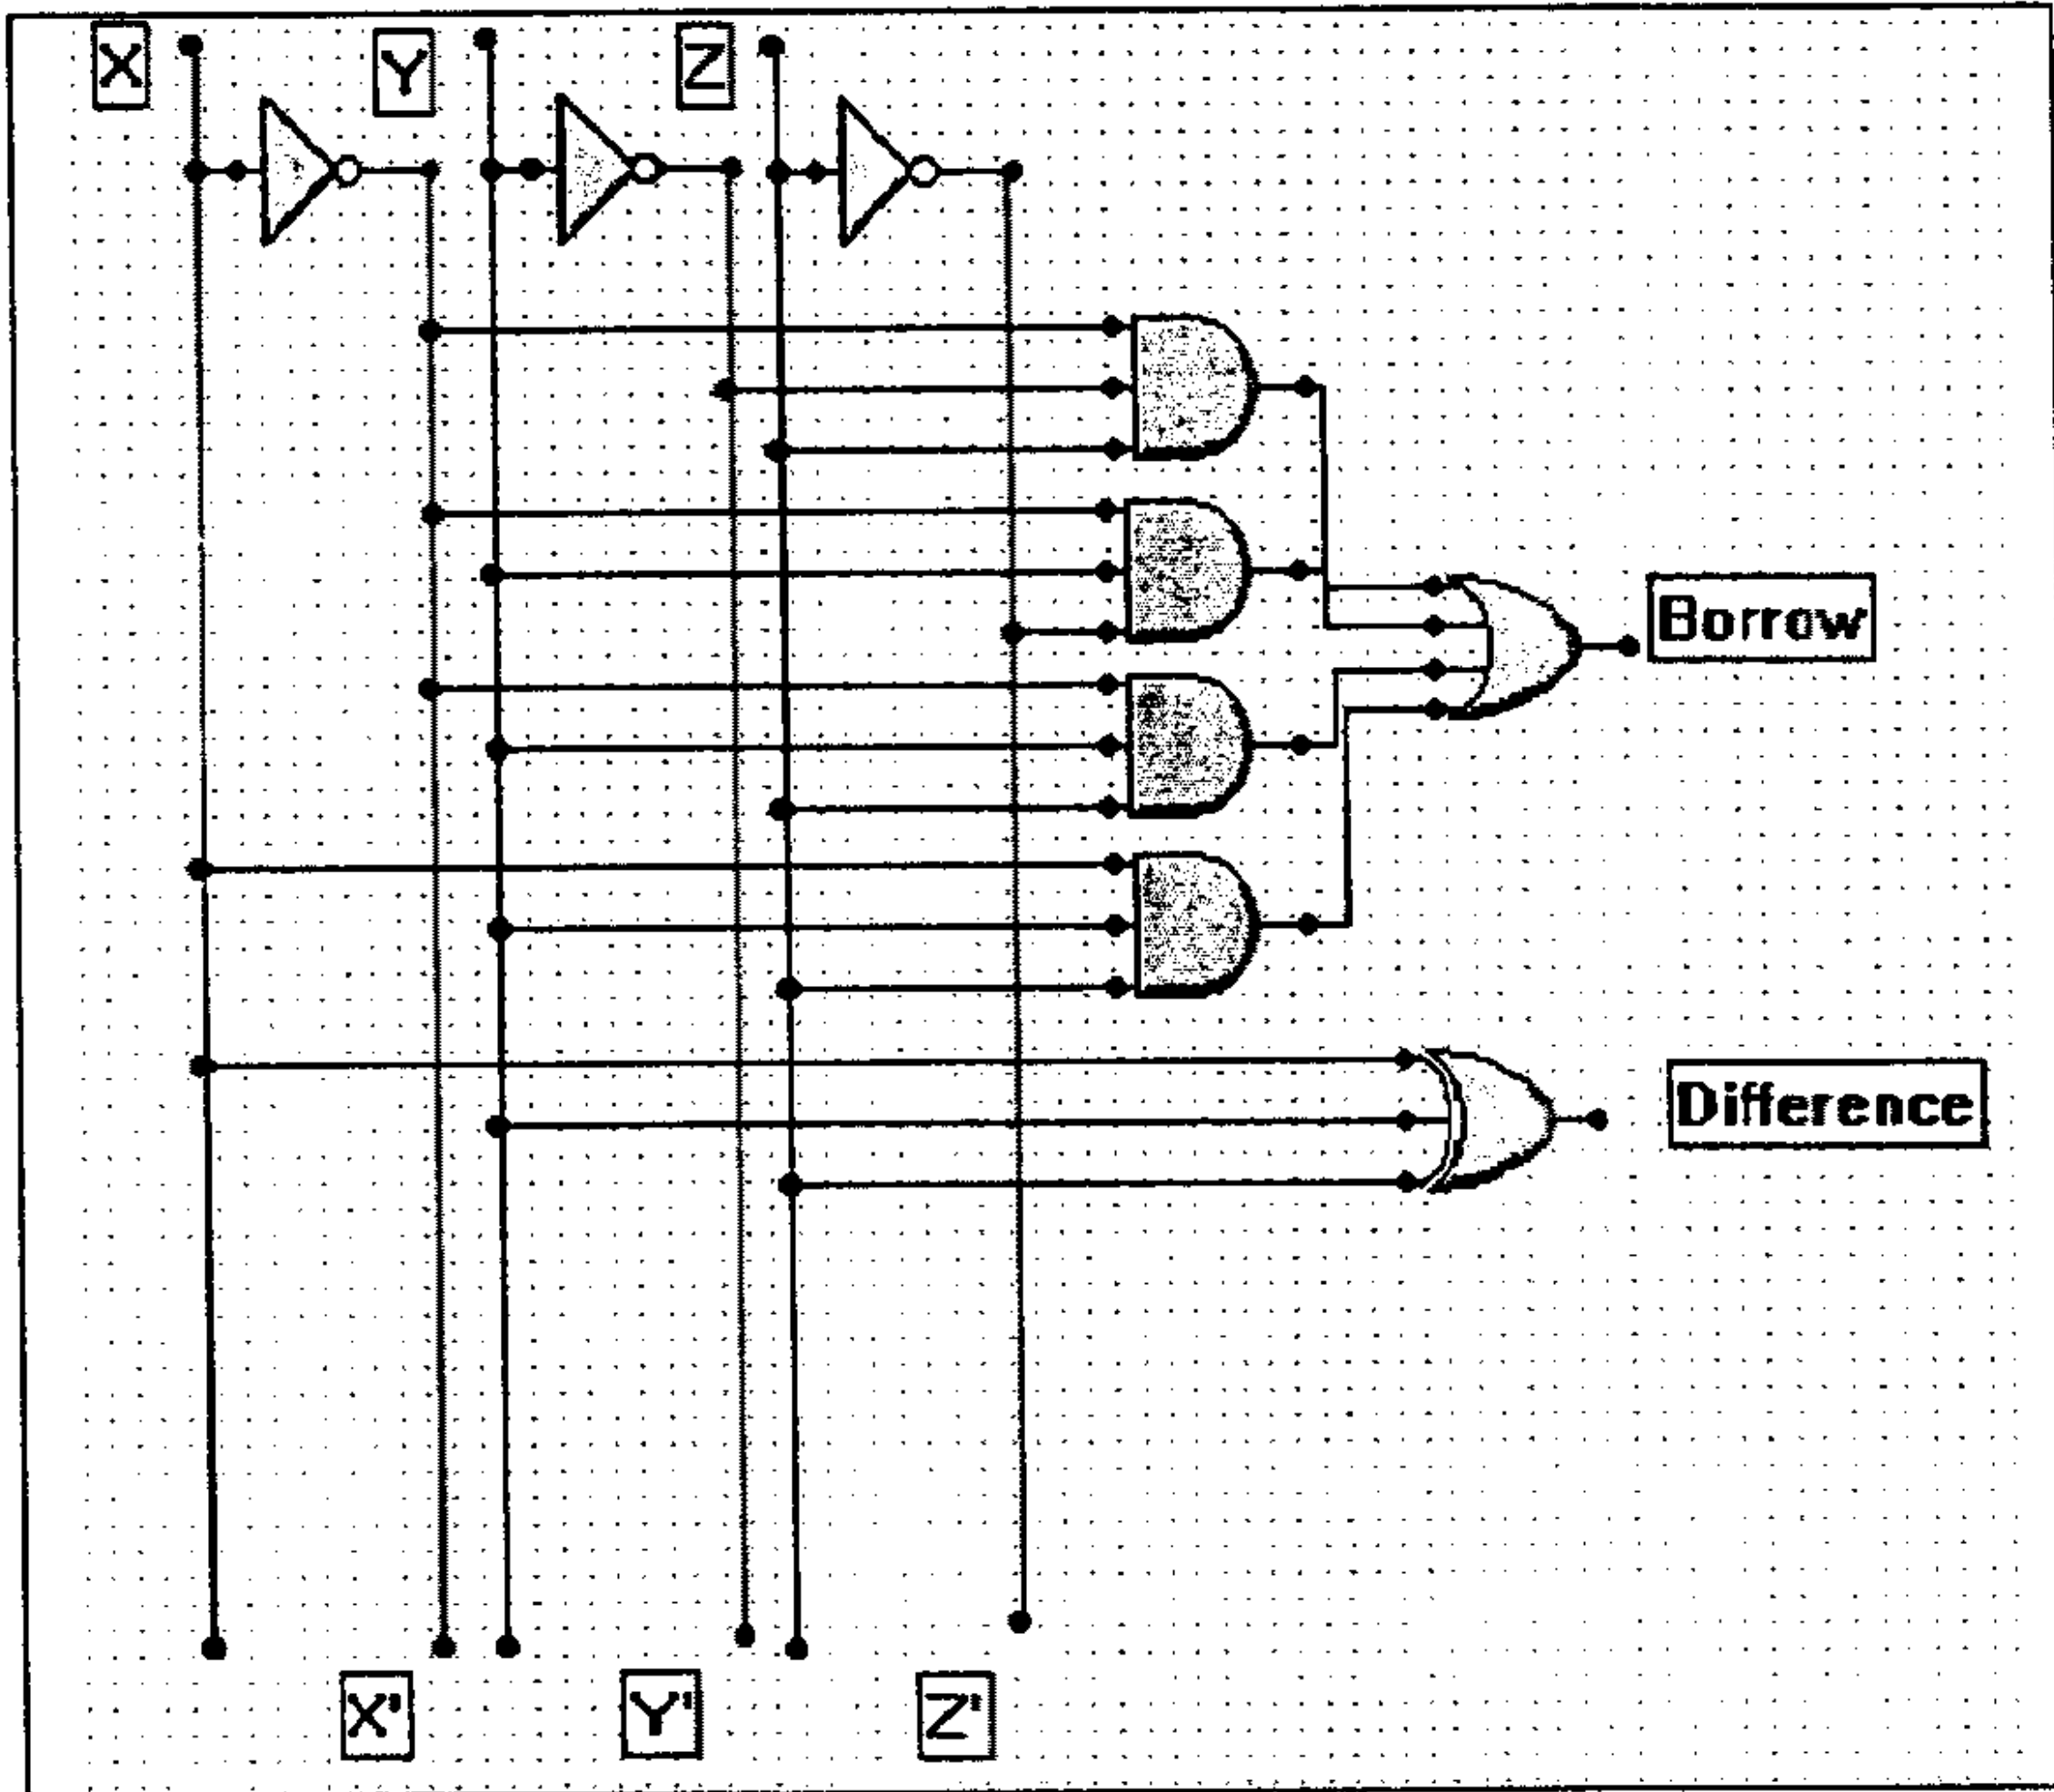 X
Y
Z
Borrow
Difference
X'
Y'
Z'